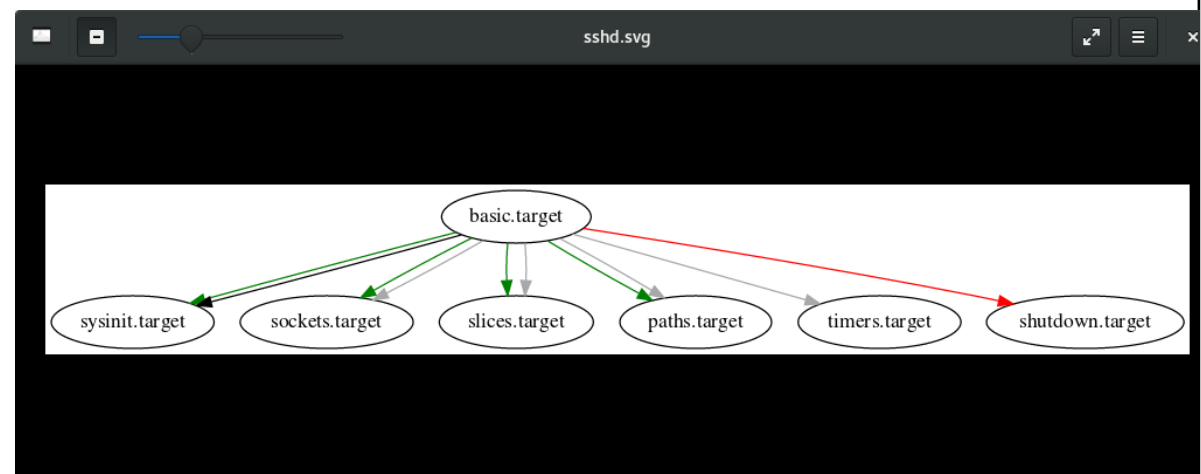 sshd.svg
basic.target
sysinit.target sockets.target slices.target paths.target timers.target shutdown.target